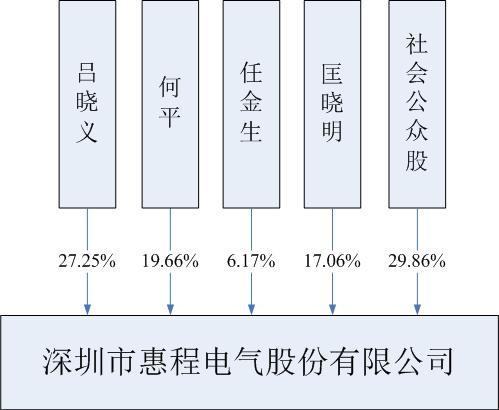 吕晓义
何平
任金生
匡晓明
社会公众股
27.25%
19.66%
6.17%
17.06%
29.86%
深圳市惠程电气股份有限公司